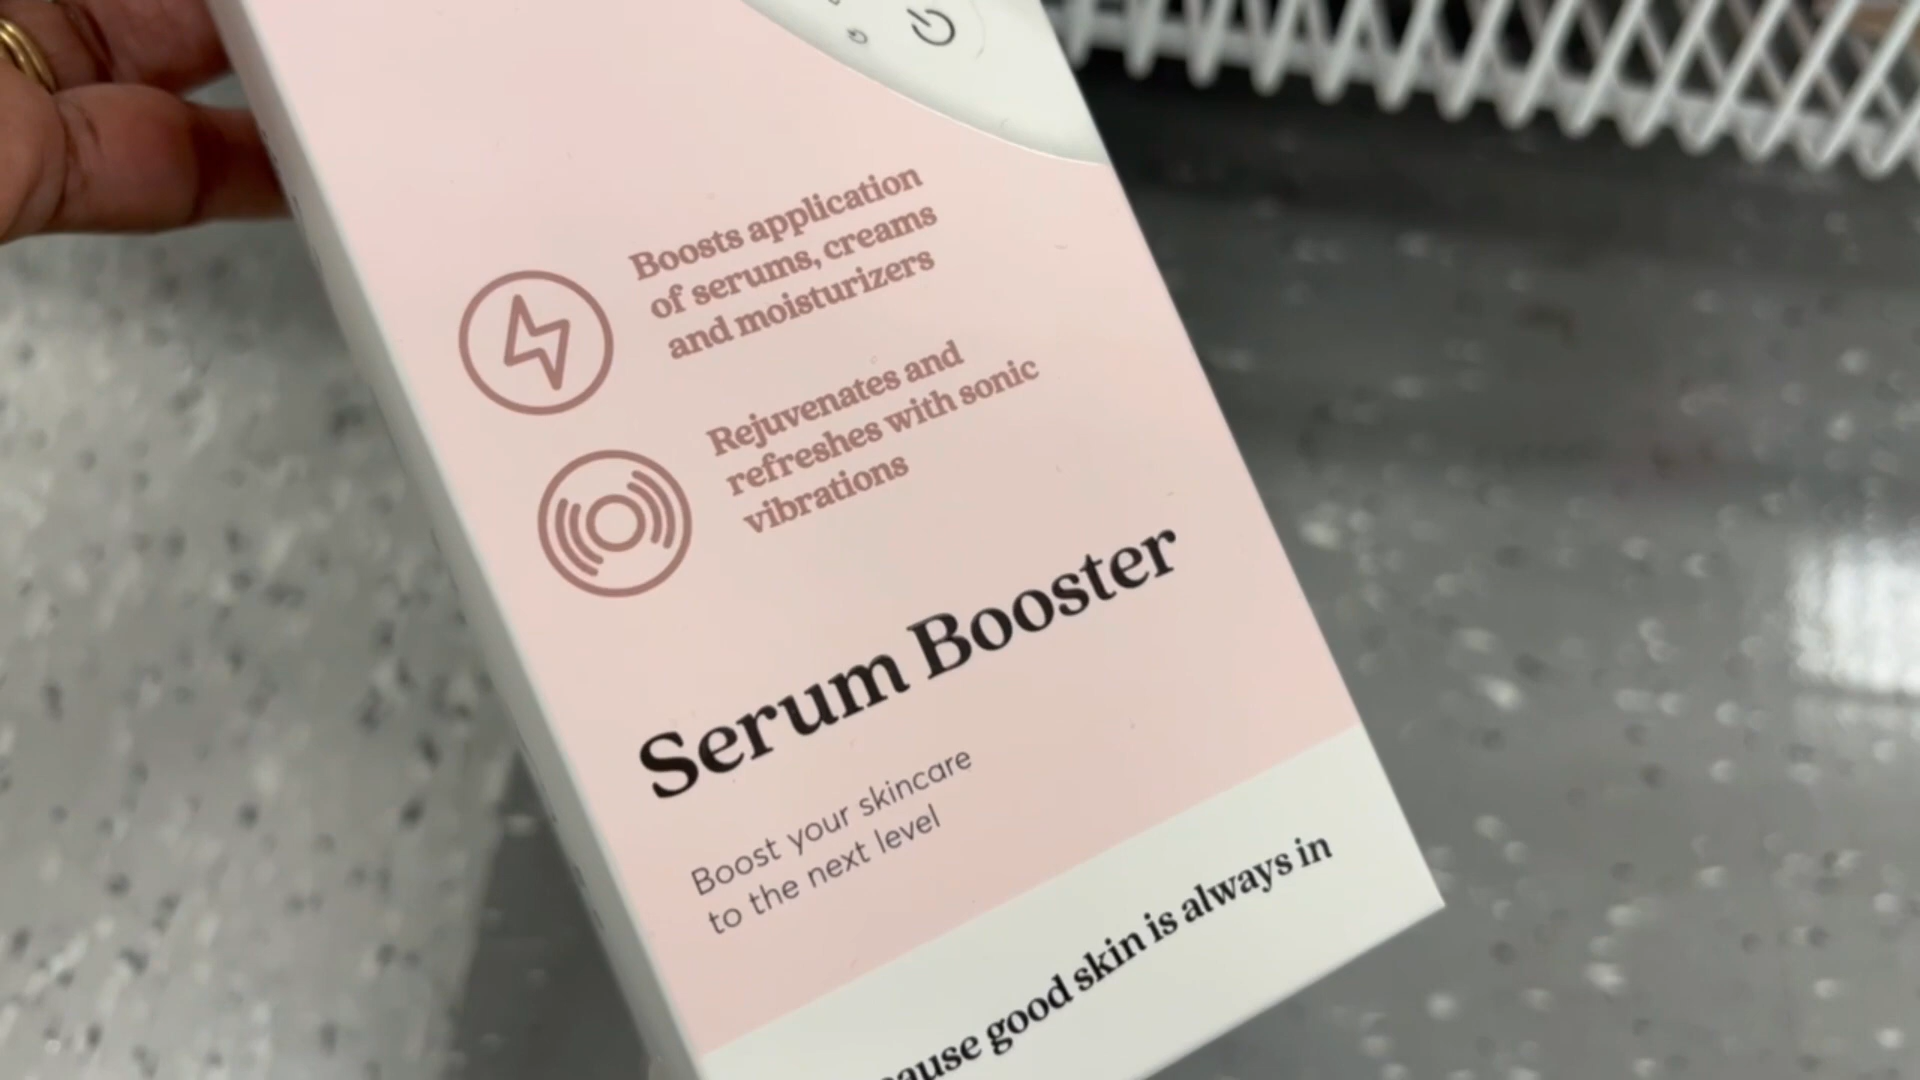 Boosts application
of serums, creams
and moisturizers
Rejuvenates and
refreshes with sonic
vibrations
Serum Booster
Boost your skincare
to the next level
good skin is always in